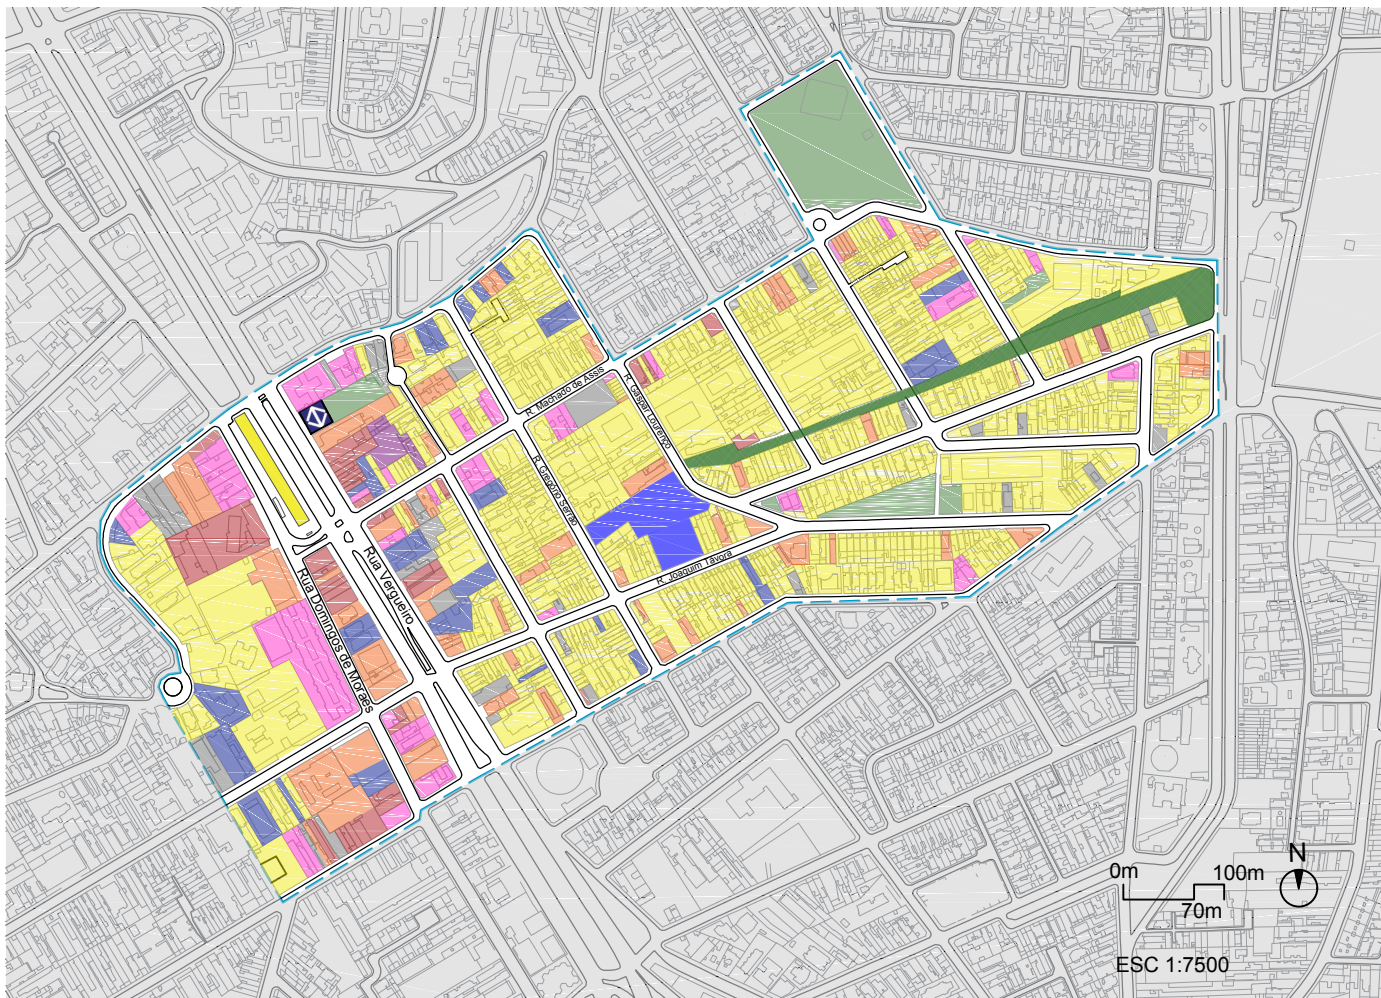 R. Machado de Assis
R. Gaspar Lourenço
R. Gregório Serrão
R. Joaquim Távora
Rua Vergueiro
Rua Domingos de Moraes
N
0m
100m
70m
ESC 1:7500